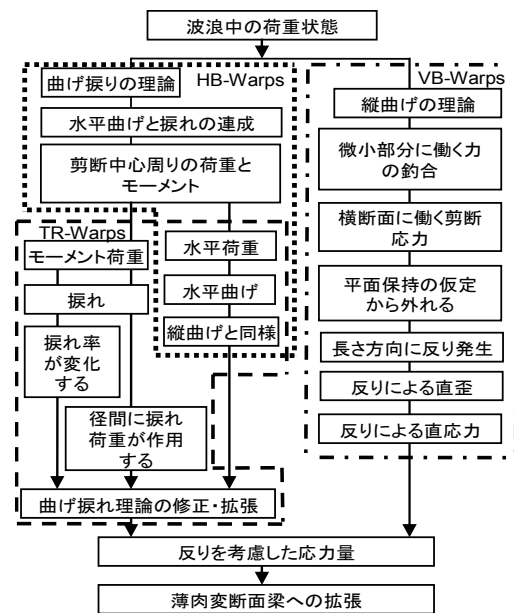 波浪中の荷重状態
HB-Warps
曲げ捩りの理論
水平曲げと捩れの連成
剪断中心周りの荷重と
モーメント
TR-Warps
モーメント荷重
捩れ
捩れ率
が変化
する
径間に捩れ
荷重が作用
する
水平荷重
水平曲げ
縦曲げと同様
曲げ捩れ理論の修正・拡張
VB-Warps
縦曲げの理論
微小部分に働く力
の釣合
横断面に働く剪断
応力
平面保持の仮定
から外れる
長さ方向に反り発生
反りによる直歪
反りによる直応力
反りを考慮した応力量
薄肉変断面梁への拡張